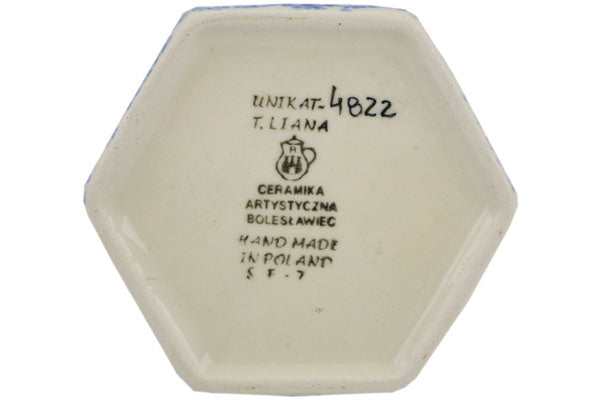 UNIKAT-4822
T. LIANA
R
CERAMIKA
ARTYSTYCZNA
BOLESŁAWIEC
HAND MADE
IN POLAND